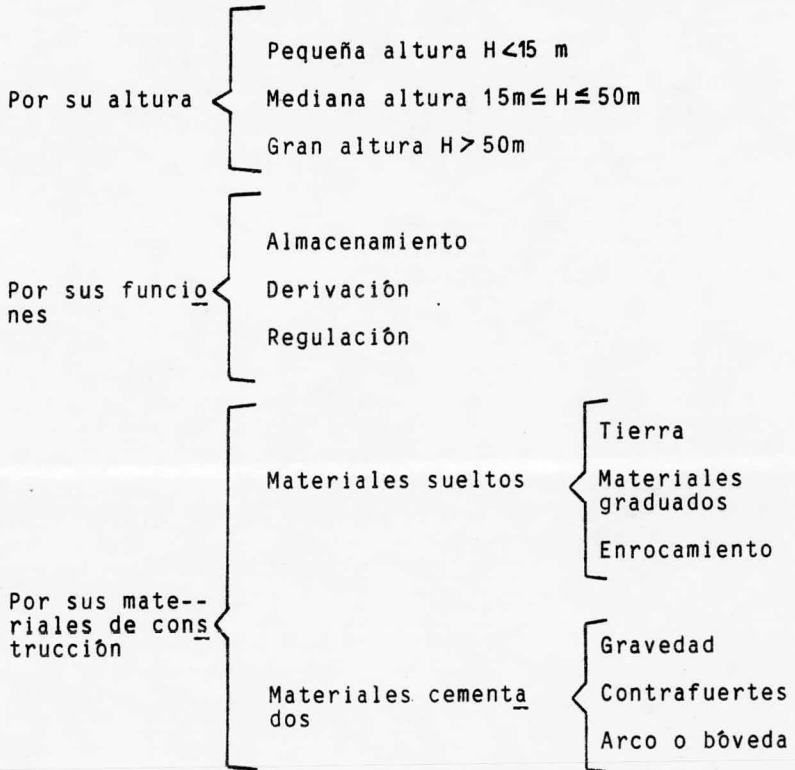 Pequeña altura H<15 m
Por su altura
Mediana altura 15m≦ H ≦ 50m
Gran altura H > 50m
Almacenamiento
Por sus funcio
nes
Derivación
Regulación
Tierra
Materiales sueltos
Materiales
graduados
Enrocamiento
Por sus mate--
riales de cons
trucción
Gravedad
Materiales cementa
dos
Contrafuertes
Arco o bóveda